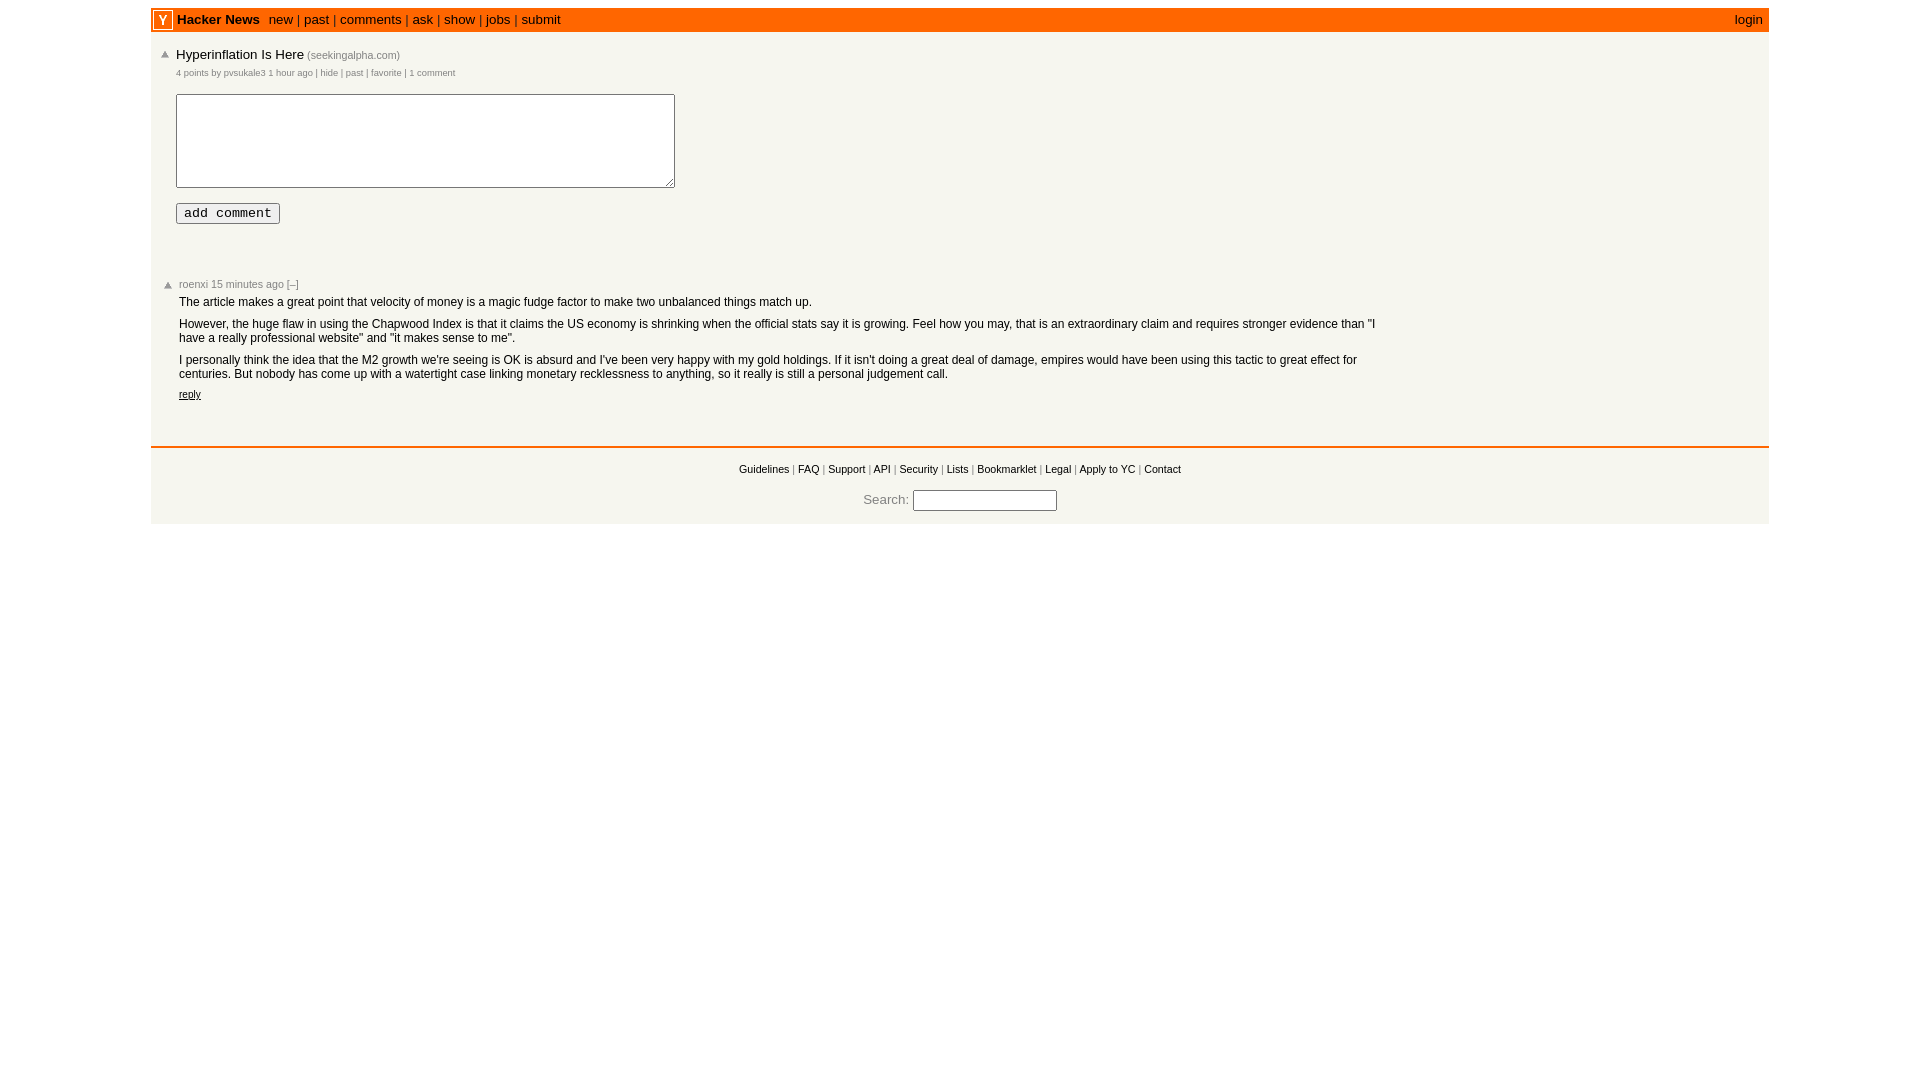 Y Hacker News new | past | comments | ask | show | jobs | submit login
Hyperinflation Is Here (seekingalpha.com)
4 points by pvsukale3 1 hour ago | hide | past | favorite | 1 comment
add comment
roenxi 15 minutes ago [–]
The article makes a great point that velocity of money is a magic fudge factor to make two unbalanced things match up.
However, the huge flaw in using the Chapwood Index is that it claims the US economy is shrinking when the official stats say it is growing. Feel how you may, that is an extraordinary claim and requires stronger evidence than "I
have a really professional website" and "it makes sense to me".
I personally think the idea that the M2 growth we're seeing is OK is absurd and I've been very happy with my gold holdings. If it isn't doing a great deal of damage, empires would have been using this tactic to great effect for
centuries. But nobody has come up with a watertight case linking monetary recklessness to anything, so it really is still a personal judgement call.
reply
Guidelines | FAQ | Support | API | Security | Lists | Bookmarklet | Legal | Apply to YC | Contact
Search: